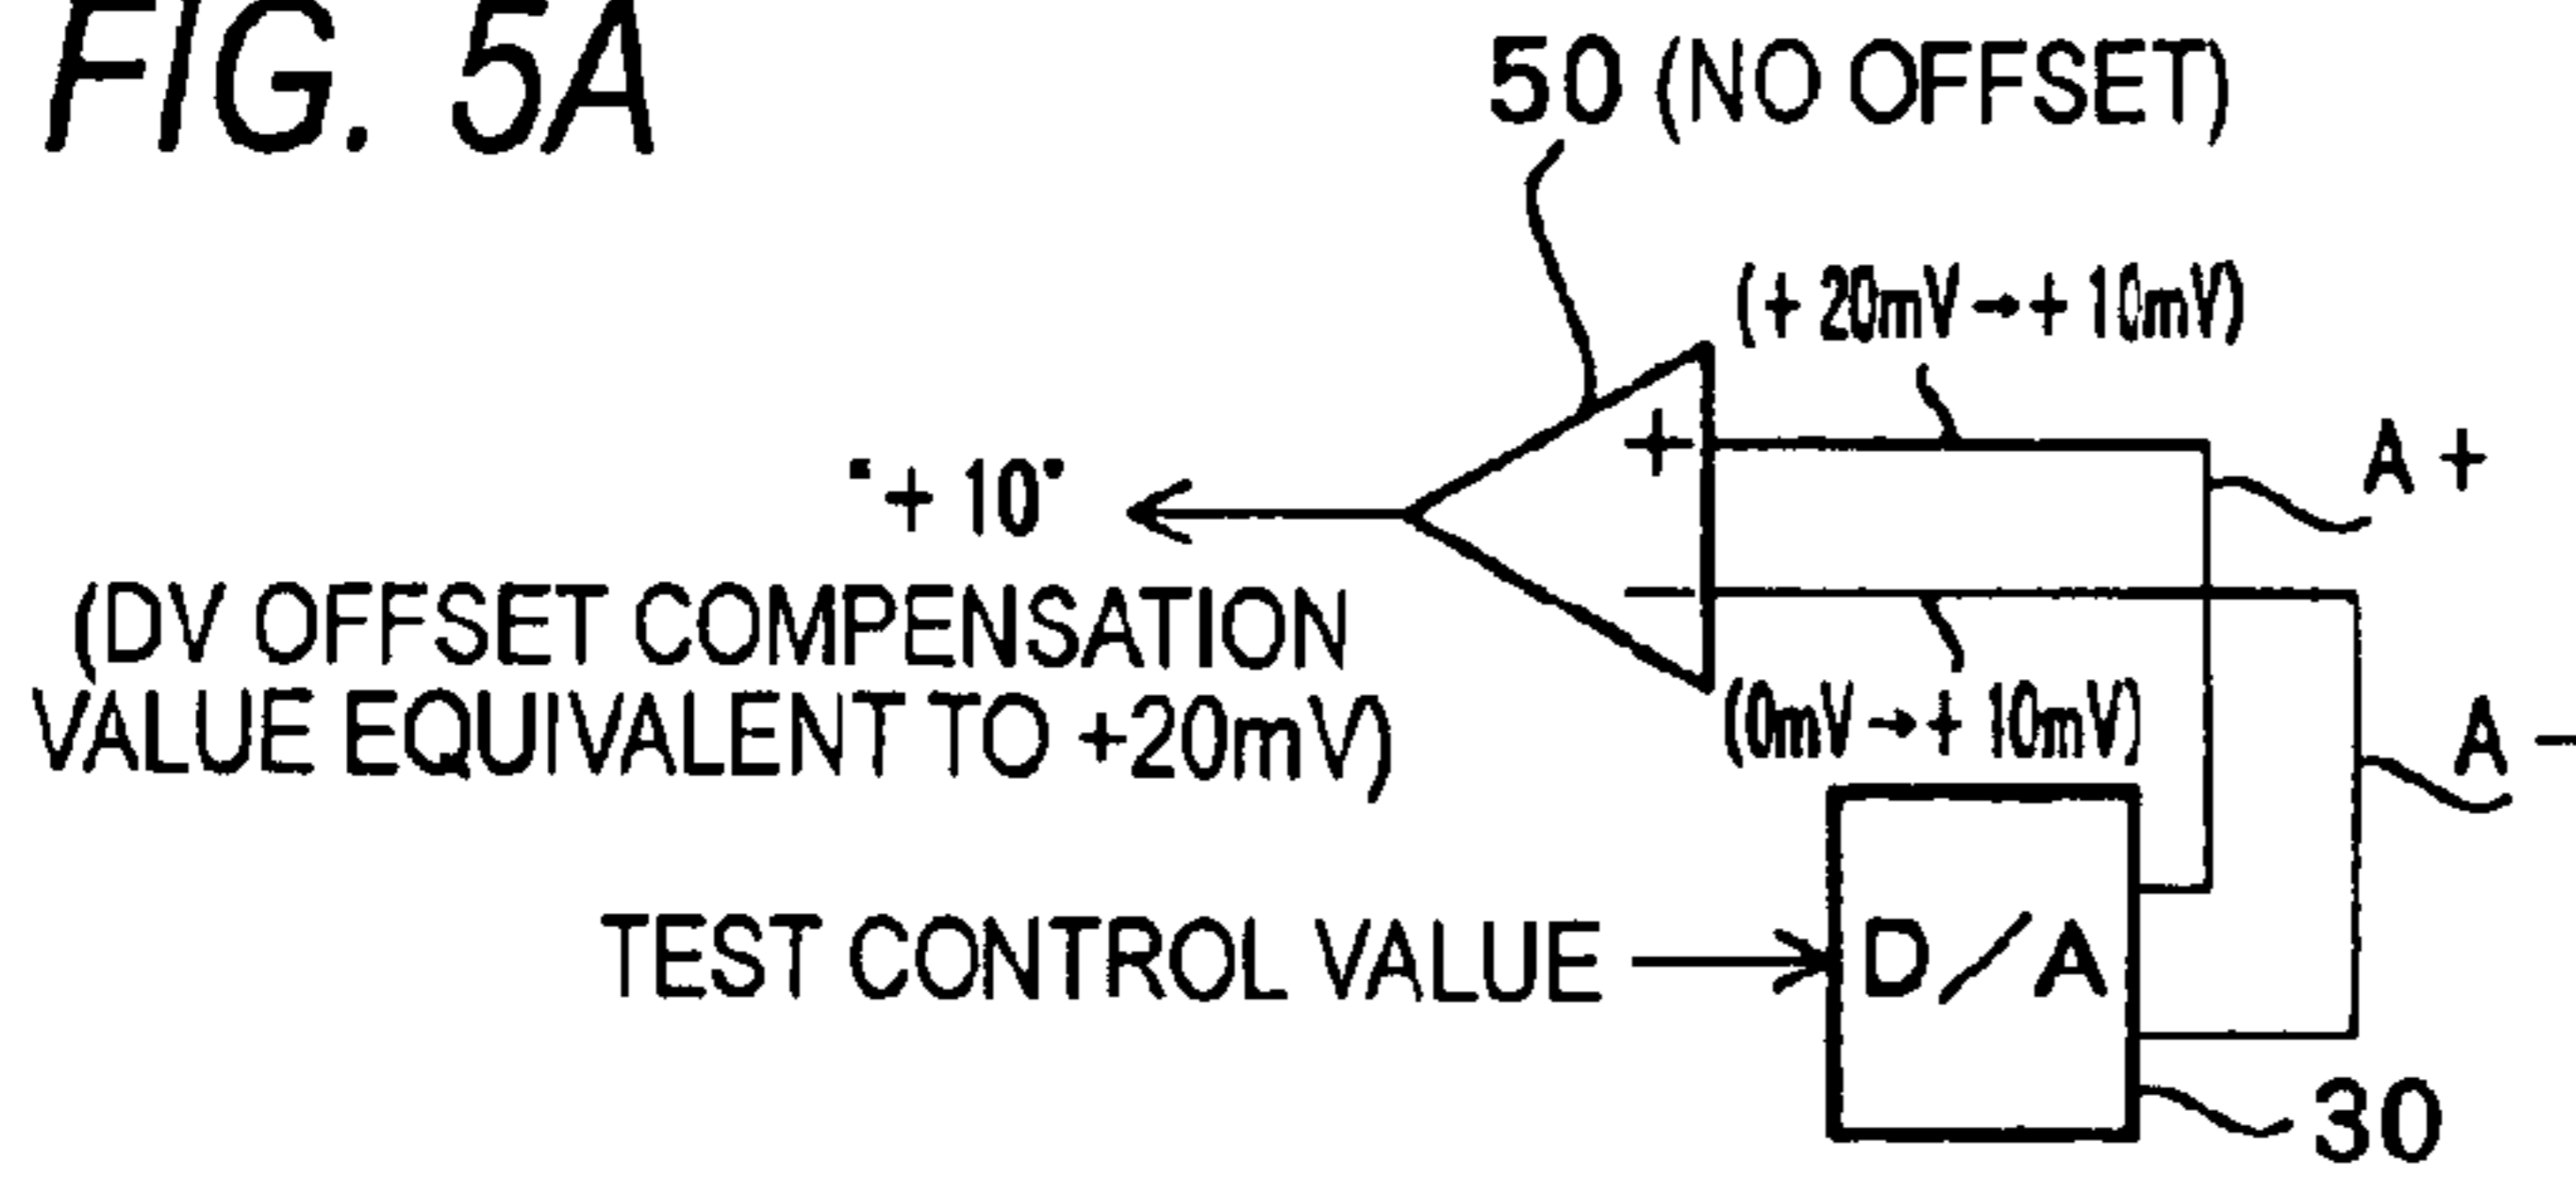 FIG. 5A
50 (NO OFFSET)
(+ 20mV → + 10mV)
+
A +
"+ 10"
−
(DV OFFSET COMPENSATION
VALUE EQUIVALENT TO +20mV)
(0mV → + 10mV)
A −
TEST CONTROL VALUE
D/A
30